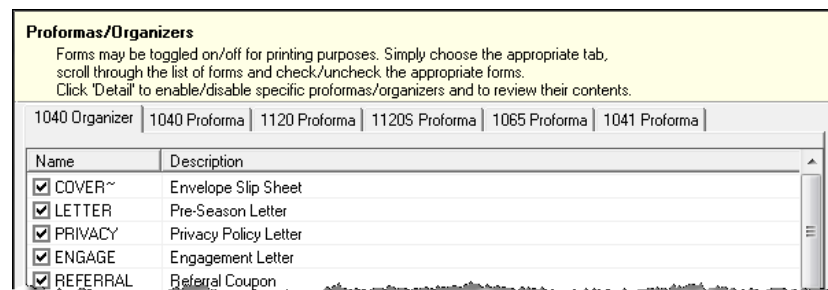 Proformas/Organizers
Forms may be toggled on/off for printing purposes. Simply choose the appropriate tab,
scroll through the list of forms and check/uncheck the appropriate forms.
Click 'Detail' to enable/disable specific proformas/organizers and to review their contents.
1040 Organizer 1040 Proforma 1120 Proforma 1120S Proforma 1065 Proforma 1041 Proforma
Name Description
COVER~ Envelope Slip Sheet
LETTER Pre-Season Letter
PRIVACY Privacy Policy Letter
ENGAGE Engagement Letter
REFERRAL Referral Coupon